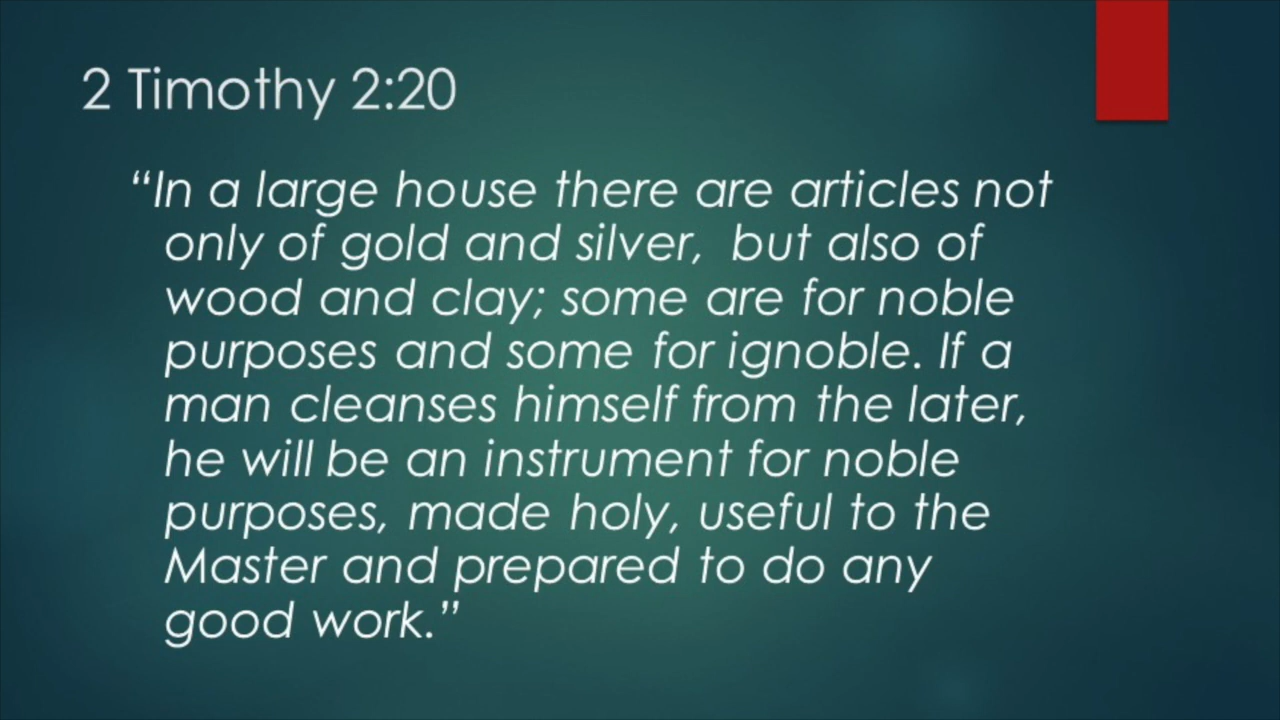 2 Timothy 2:20
“In a large house there are articles not
only of gold and silver,  but also of
wood and clay; some are for noble
purposes and some for ignoble. If a
man cleanses himself from the later,
he will be an instrument for noble
purposes, made holy, useful to the
Master and prepared to do any
good work.”